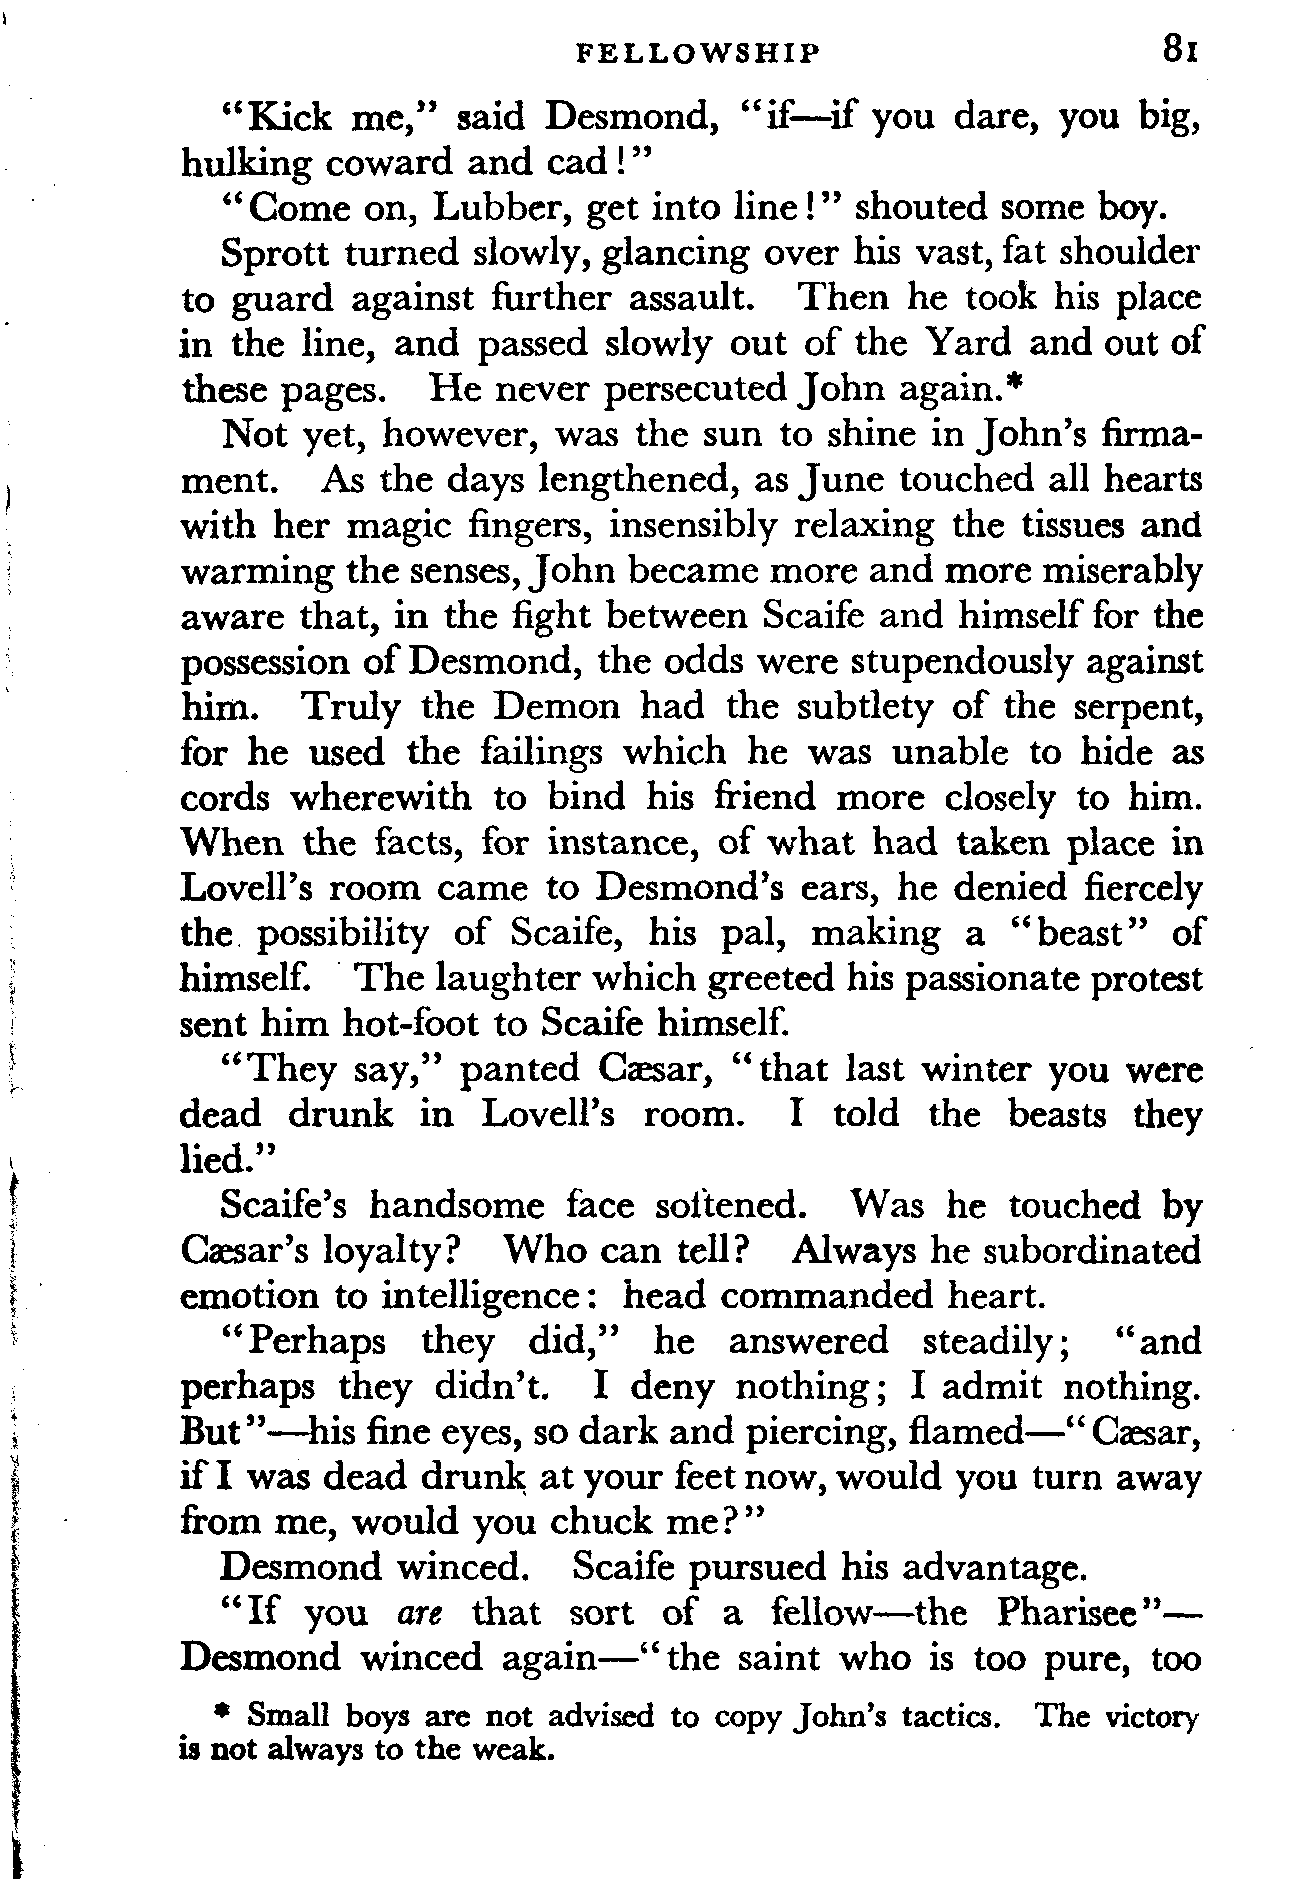 FELLOWSHIP 81
“Kick me,” said Desmond, “if—if you dare, you big,
hulking coward and cad!”
“Come on, Lubber, get into line!” shouted some boy.
Sprott turned slowly, glancing over his vast, fat shoulder
to guard against further assault. Then he took his place
in the line, and passed slowly out of the Yard and out of
these pages. He never persecuted John again.*
Not yet, however, was the sun to shine in John’s firma-
ment. As the days lengthened, as June touched all hearts
with her magic fingers, insensibly relaxing the tissues and
warming the senses, John became more and more miserably
aware that, in the fight between Scaife and himself for the
possession of Desmond, the odds were stupendously against
him. Truly the Demon had the subtlety of the serpent,
for he used the failings which he was unable to hide as
cords wherewith to bind his friend more closely to him.
When the facts, for instance, of what had taken place in
Lovell’s room came to Desmond’s ears, he denied fiercely
the possibility of Scaife, his pal, making a “beast” of
himself. The laughter which greeted his passionate protest
sent him hot-foot to Scaife himself.
“They say,” panted Cæsar, “that last winter you were
dead drunk in Lovell’s room. I told the beasts they
lied.”
Scaife’s handsome face softened. Was he touched by
Cæsar’s loyalty? Who can tell? Always he subordinated
emotion to intelligence: head commanded heart.
“Perhaps they did,” he answered steadily; “and
perhaps they didn’t. I deny nothing; I admit nothing.
But”—his fine eyes, so dark and piercing, flamed—“Cæsar,
if I was dead drunk at your feet now, would you turn away
from me, would you chuck me?”
Desmond winced. Scaife pursued his advantage.
“If you are that sort of a fellow—the Pharisee”—
Desmond winced again—“the saint who is too pure, too
* Small boys are not advised to copy John’s tactics. The victory
is not always to the weak.